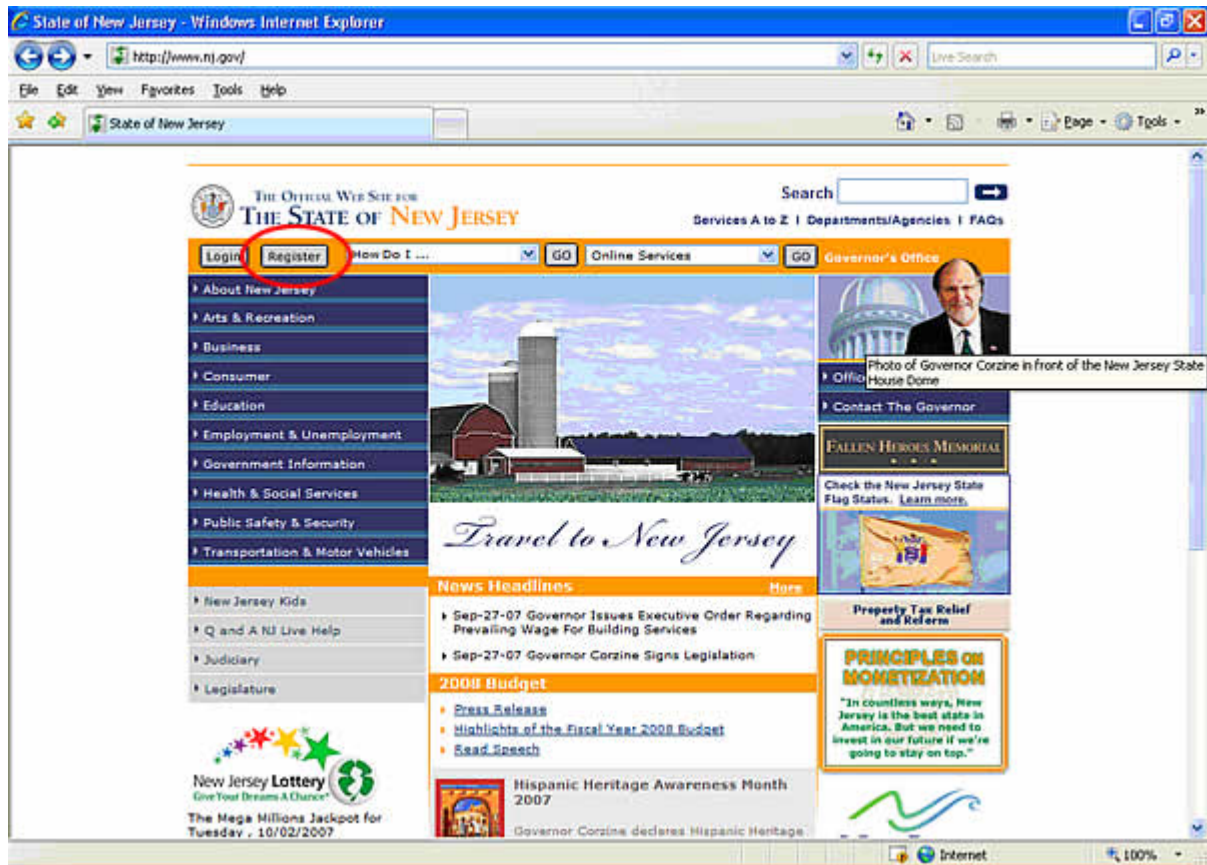 State of New Jersey - Windows Internet Explorer
http://www.nj.gov/
Live Search
File Edit View Favorites Tools Help
State of New Jersey
Page Tools
THE OFFICIAL WEB SITE FOR
THE STATE OF NEW JERSEY
Search
Services A to Z | Departments/Agencies | FAQs
Login Register How Do I ... GO Online Services GO Governor's Office
About New Jersey
Arts & Recreation
Business
Consumer
Education
Employment & Unemployment
Government Information
Health & Social Services
Public Safety & Security
Transportation & Motor Vehicles
New Jersey Kids
Q and A NJ Live Help
Judiciary
Legislature
New Jersey Lottery
Give Your Dreams A Chance
The Mega Millions Jackpot for
Tuesday , 10/02/2007
Travel to New Jersey
News Headlines More
Sep-27-07 Governor Issues Executive Order Regarding
Prevailing Wage For Building Services
Sep-27-07 Governor Corzine Signs Legislation
2008 Budget
Press Release
Highlights of the Fiscal Year 2008 Budget
Read Speech
Hispanic Heritage Awareness Month
2007
Governor Corzine declares Hispanic Heritage
Photo of Governor Corzine in front of the New Jersey State
House Dome
Contact The Governor
FALLEN HEROES MEMORIAL
Check the New Jersey State
Flag Status. Learn more.
Property Tax Relief
and Reform
PRINCIPLES ON
MONETIZATION
"In countless ways, New
Jersey is the best state in
America. But we need to
invest in our future if we're
going to stay on top."
Internet 100%